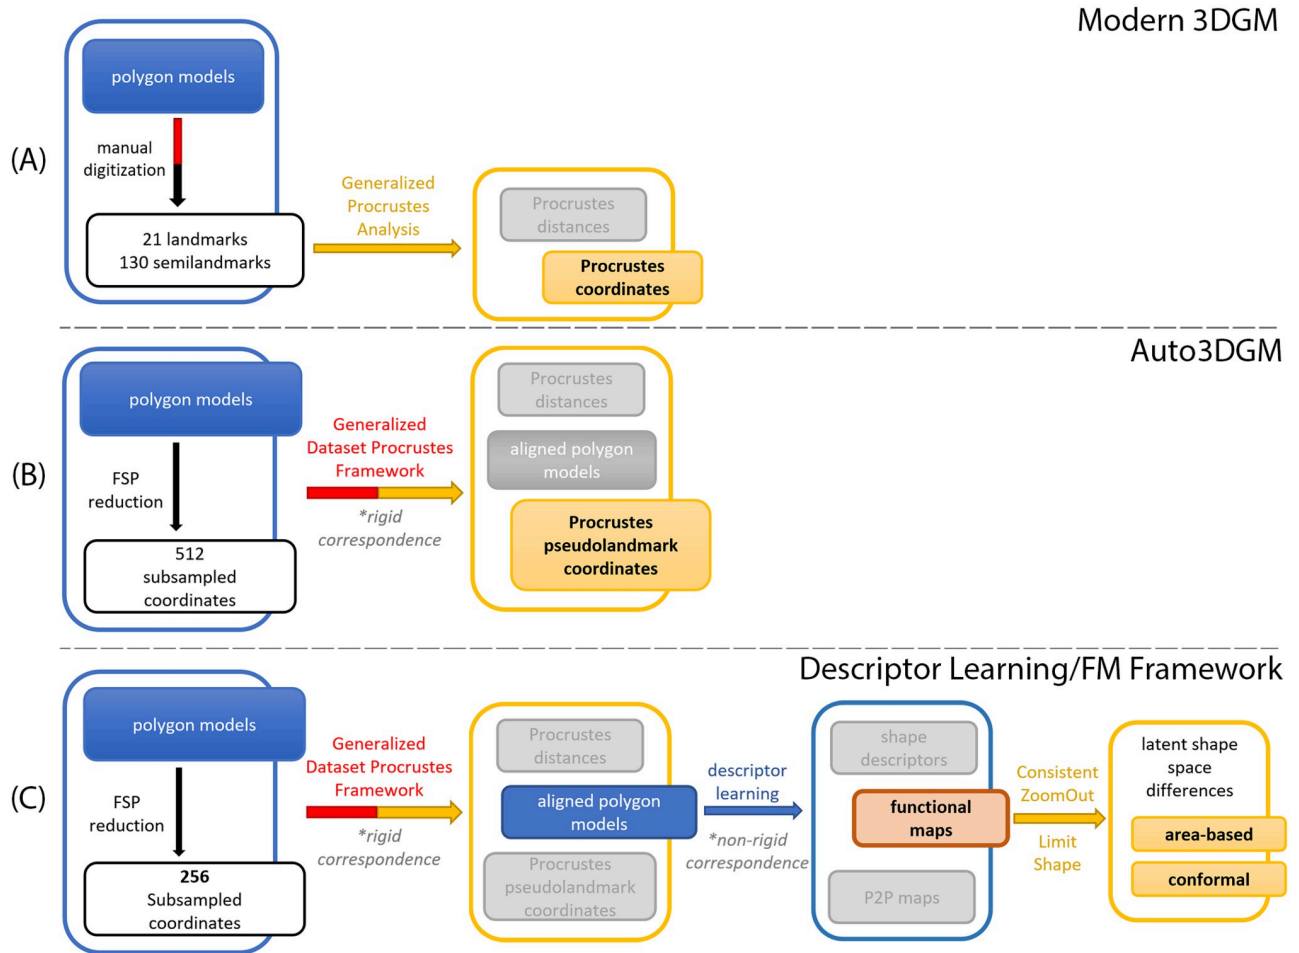 Modern 3DGM
(A)
polygon models
manual
digitization
21 landmarks
130 semilandmarks
Generalized
Procrustes
Analysis
Procrustes
distances
Procrustes
coordinates
Auto3DGM
(B)
polygon models
FSP
reduction
512
subsampled
coordinates
Generalized
Dataset Procrustes
Framework
*rigid
correspondence
Procrustes
distances
aligned polygon
models
Procrustes
pseudolandmark
coordinates
Descriptor Learning/FM Framework
(C)
polygon models
FSP
reduction
256
Subsampled
coordinates
Generalized
Dataset Procrustes
Framework
*rigid
correspondence
Procrustes
distances
aligned polygon
models
Procrustes
pseudolandmark
coordinates
descriptor
learning
*non-rigid
correspondence
shape
descriptors
functional
maps
P2P maps
Consistent
ZoomOut
Limit
Shape
latent shape
space
differences
area-based
conformal